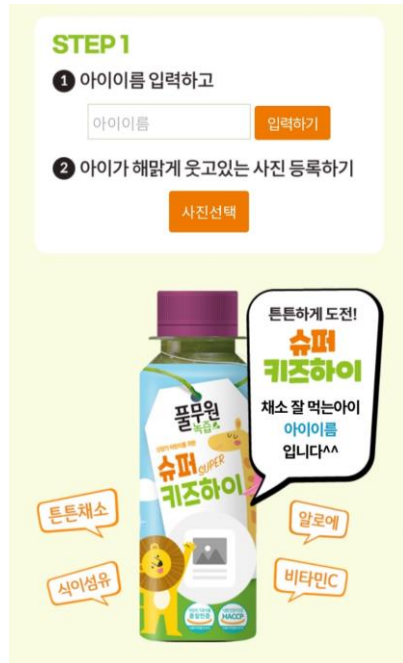 STEP 1
1 아이이름 입력하고
아이이름
입력하기
2 아이가 해맑게 웃고있는 사진 등록하기
사진선택
튼튼하게 도전!
슈퍼
키즈하이
채소 잘 먹는아이
아이이름
입니다^^
풀무원
녹즙
슈퍼 SUPER
키즈하이
튼튼채소
식이섬유
알로에
비타민C
HACCP